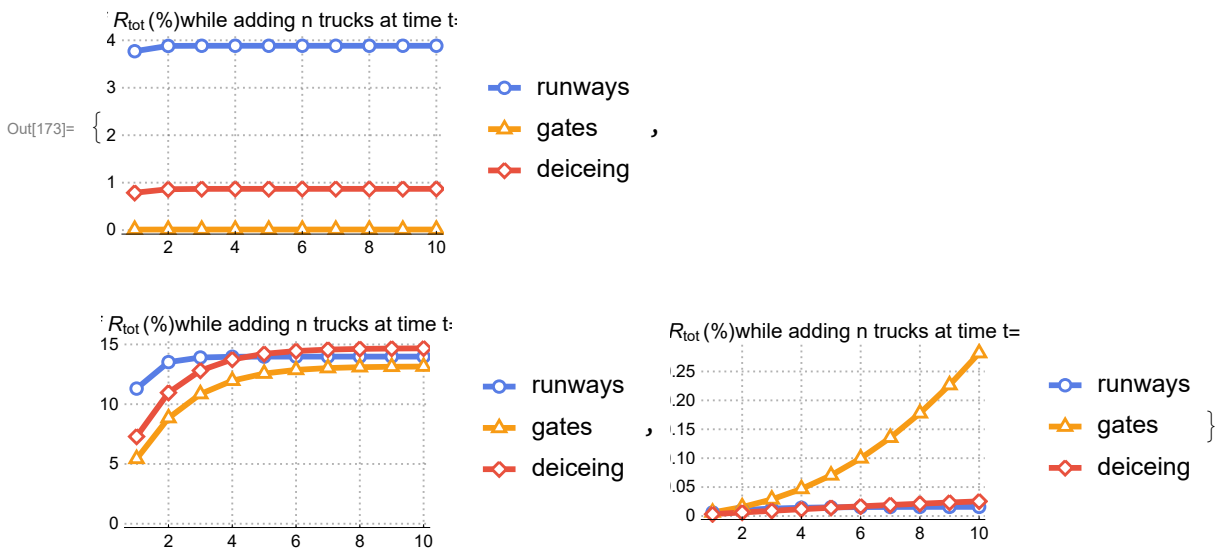 R_tot (%)while adding n trucks at time t=
4
3
2
1
0
2 4 6 8 10
Out[173]= {
runways
gates
deiceing
,
R_tot (%)while adding n trucks at time t=
15
10
5
0
2 4 6 8 10
runways
gates
deiceing
,
R_tot (%)while adding n trucks at time t=
.25
.20
.15
.10
.05
0
2 4 6 8 10
runways
gates
deiceing
}